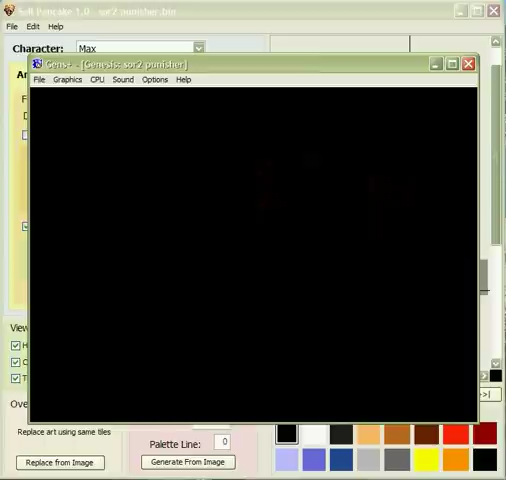 Pancake 1.0 - sor2 punisher.bin
File Edit Help
Character: Max
Gens+ - [Genesis: sor2 punisher]
File Graphics CPU Sound Options Help
View
Replace art using same tiles
Palette Line: 0
Replace from Image
Generate From Image